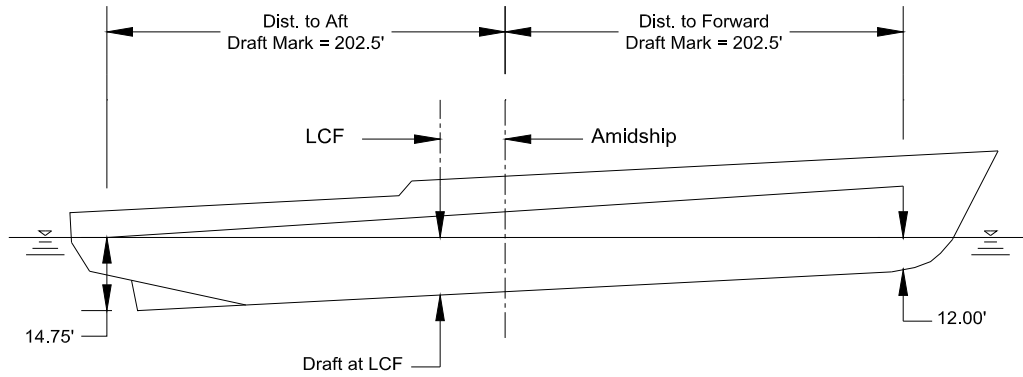 Dist. to Aft
Draft Mark = 202.5'
Dist. to Forward
Draft Mark = 202.5'
LCF
Amidship
14.75'
12.00'
Draft at LCF